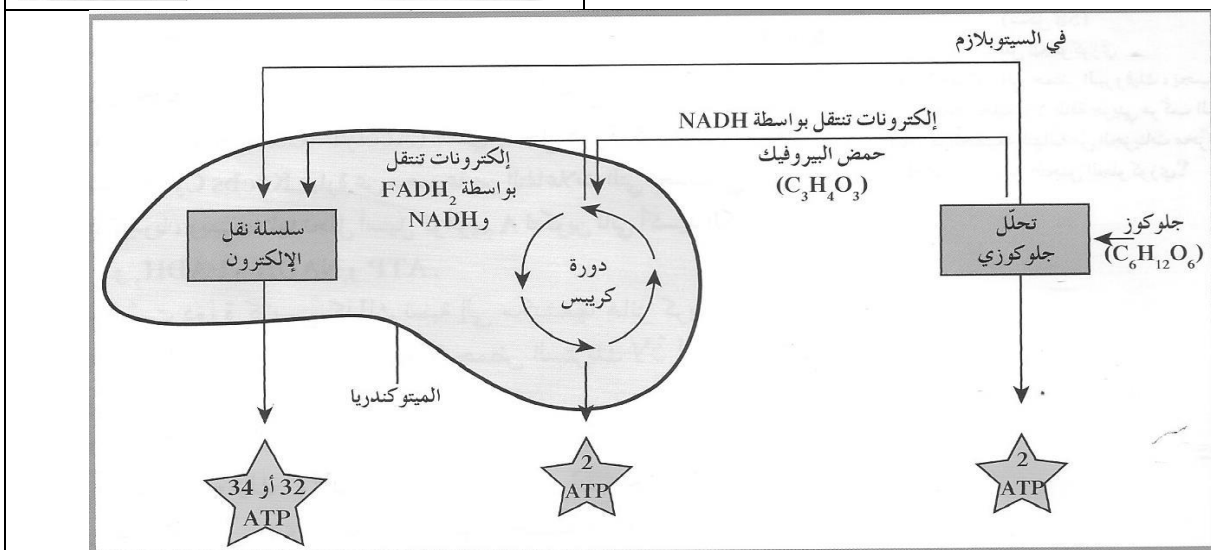 في السيتوبلازم
إلكترونات تنتقل بواسطة NADH
حمض البيروفيك
(C₃H₄O₃)
إلكترونات تنتقل
بواسطة FADH₂
وNADH
جلوكوز
(C₆H₁₂O₆)
تحلّل
جلوكوزي
دورة
كريبس
سلسلة نقل
الإلكترون
الميتوكندريا
2
ATP
2
ATP
32 أو 34
ATP